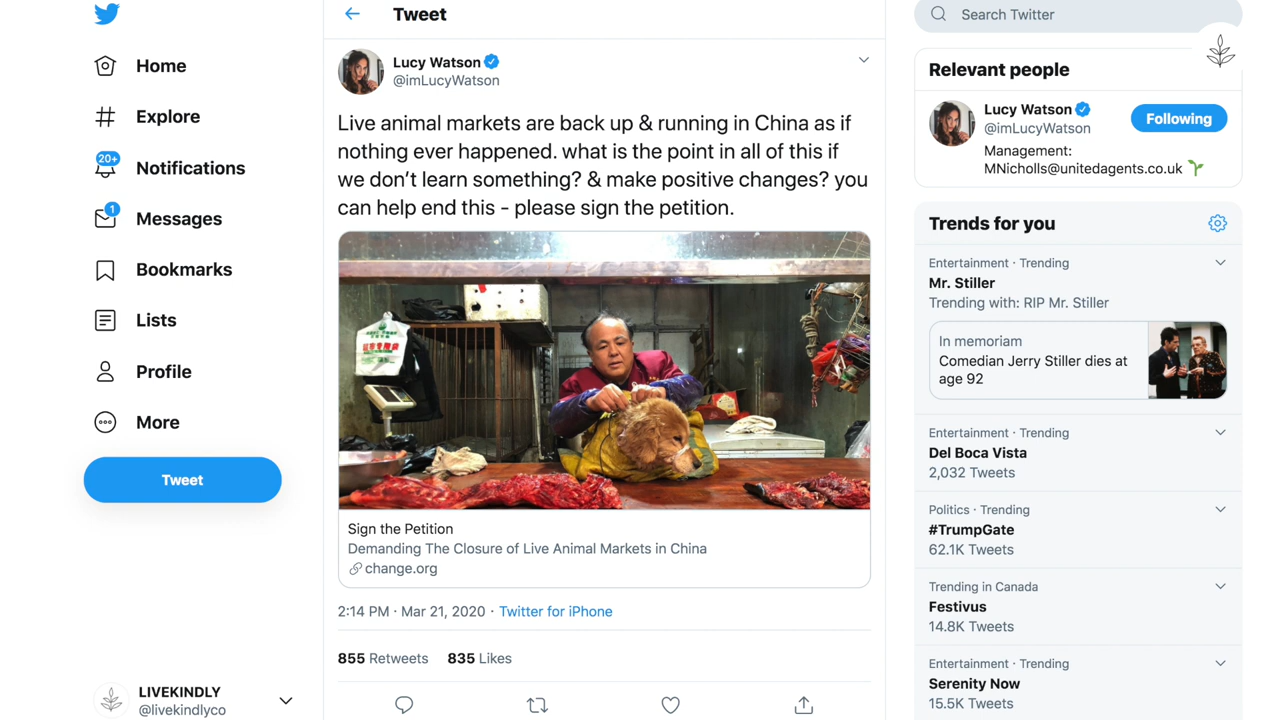 Home
Explore
20+
Notifications
1
Messages
Bookmarks
Lists
Profile
More
Tweet
LIVEKINDLY
@livekindlyco
Tweet
Lucy Watson
@imLucyWatson
Live animal markets are back up & running in China as if
nothing ever happened. what is the point in all of this if
we don’t learn something? & make positive changes? you
can help end this - please sign the petition.
Sign the Petition
Demanding The Closure of Live Animal Markets in China
change.org
2:14 PM · Mar 21, 2020 · Twitter for iPhone
855 Retweets 835 Likes
Search Twitter
Relevant people
Lucy Watson
@imLucyWatson
Following
Management:
MNicholls@unitedagents.co.uk
Trends for you
Entertainment · Trending
Mr. Stiller
Trending with: RIP Mr. Stiller
In memoriam
Comedian Jerry Stiller dies at
age 92
Entertainment · Trending
Del Boca Vista
2,032 Tweets
Politics · Trending
#TrumpGate
62.1K Tweets
Trending in Canada
Festivus
14.8K Tweets
Entertainment · Trending
Serenity Now
15.5K Tweets